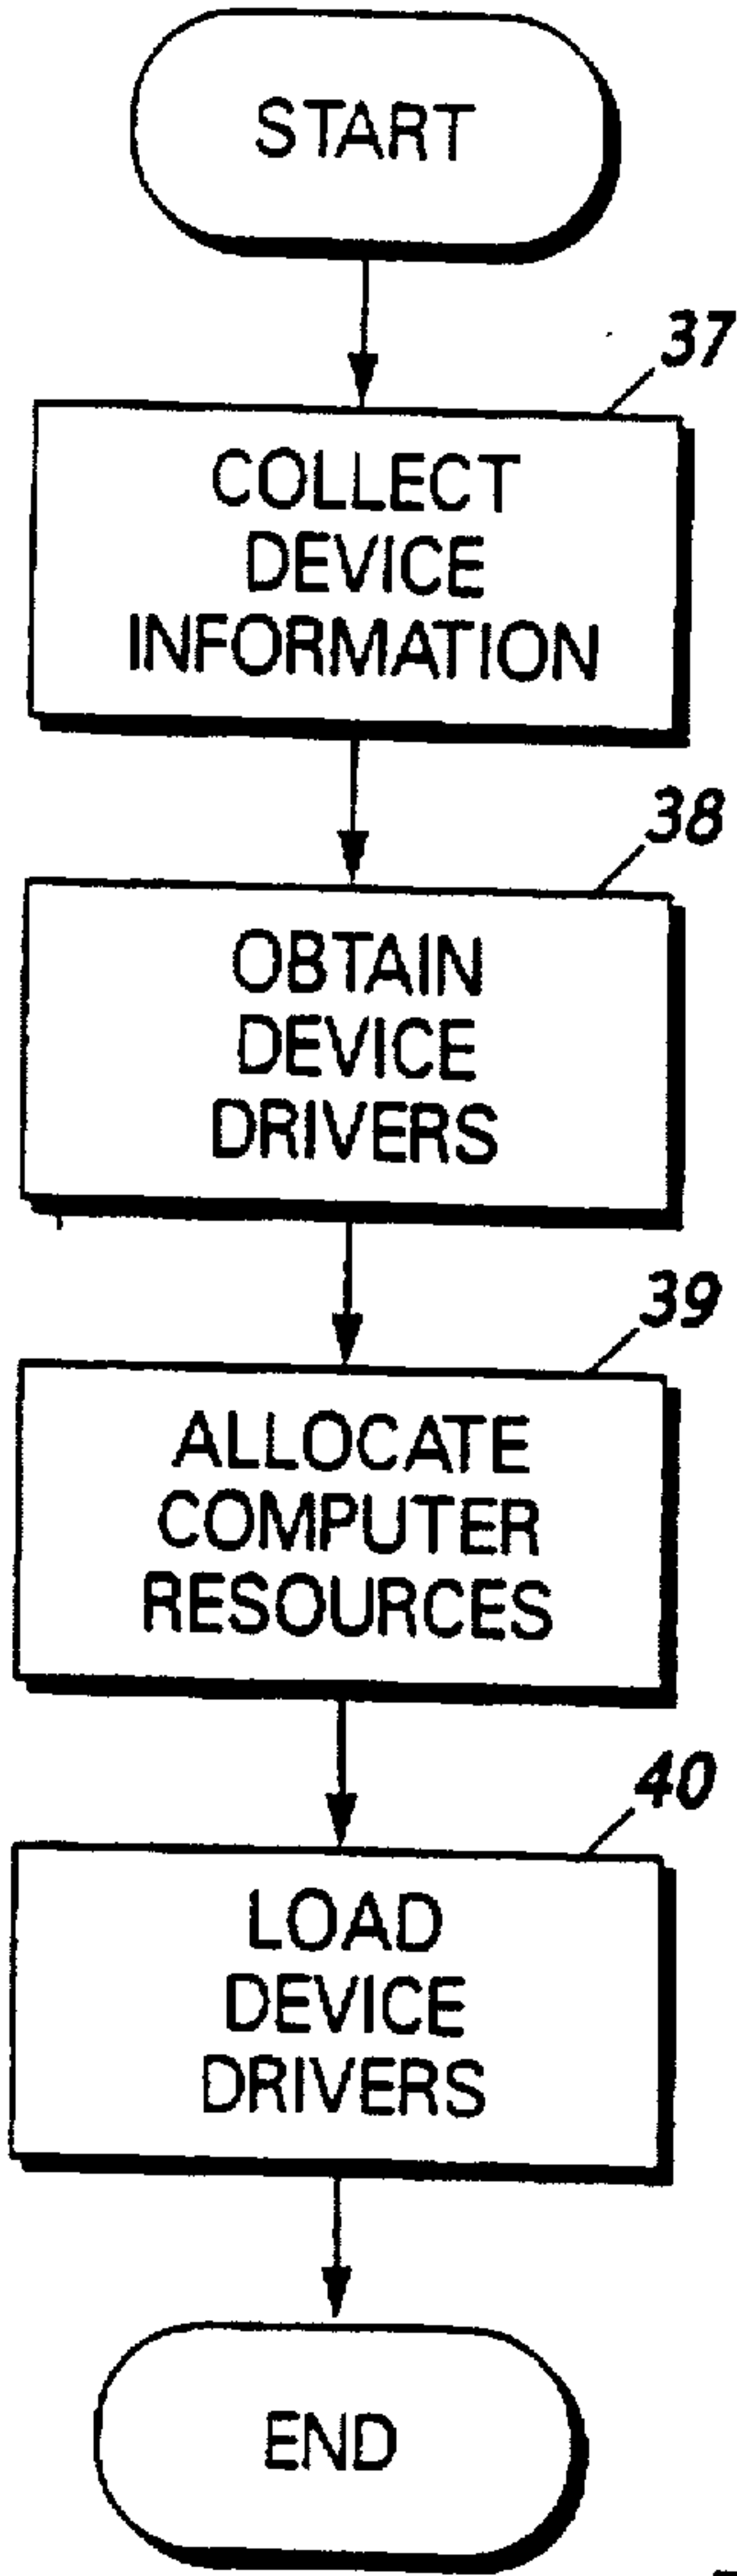 START
37
COLLECT
DEVICE
INFORMATION
38
OBTAIN
DEVICE
DRIVERS
39
ALLOCATE
COMPUTER
RESOURCES
40
LOAD
DEVICE
DRIVERS
END